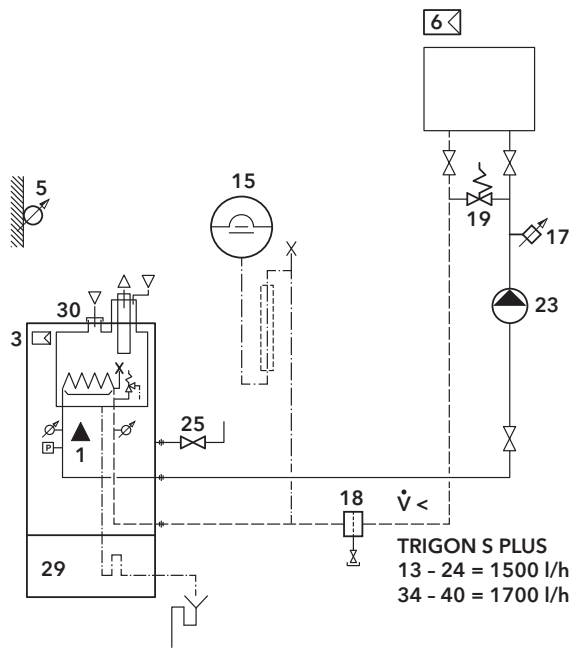 6
5
15
19
17
30
3
23
25
P
1
18
V̇ <
TRIGON S PLUS
13 - 24 = 1500 l/h
34 - 40 = 1700 l/h
29